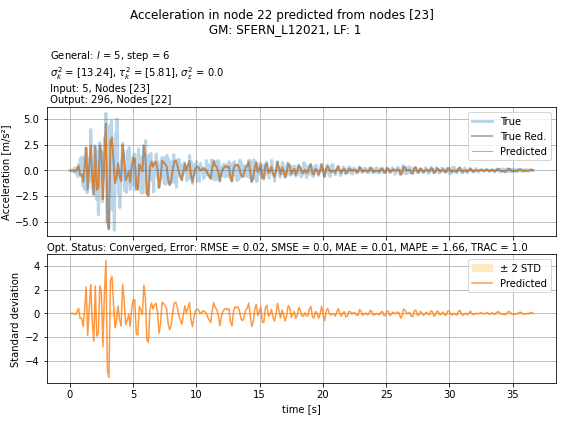 Acceleration in node 22 predicted from nodes [23]
GM: SFERN_L12021, LF: 1
General: l = 5, step = 6
σ²ₖ = [13.24], τ²ₖ = [5.81], σ²ε = 0.0
Input: 5, Nodes [23]
Output: 296, Nodes [22]
Acceleration [m/s²]
5.0
2.5
0.0
−2.5
−5.0
True
True Red.
Predicted
Opt. Status: Converged, Error: RMSE = 0.02, SMSE = 0.0, MAE = 0.01, MAPE = 1.66, TRAC = 1.0
Standard deviation
4
2
0
−2
−4
± 2 STD
Predicted
0 5 10 15 20 25 30 35
time [s]